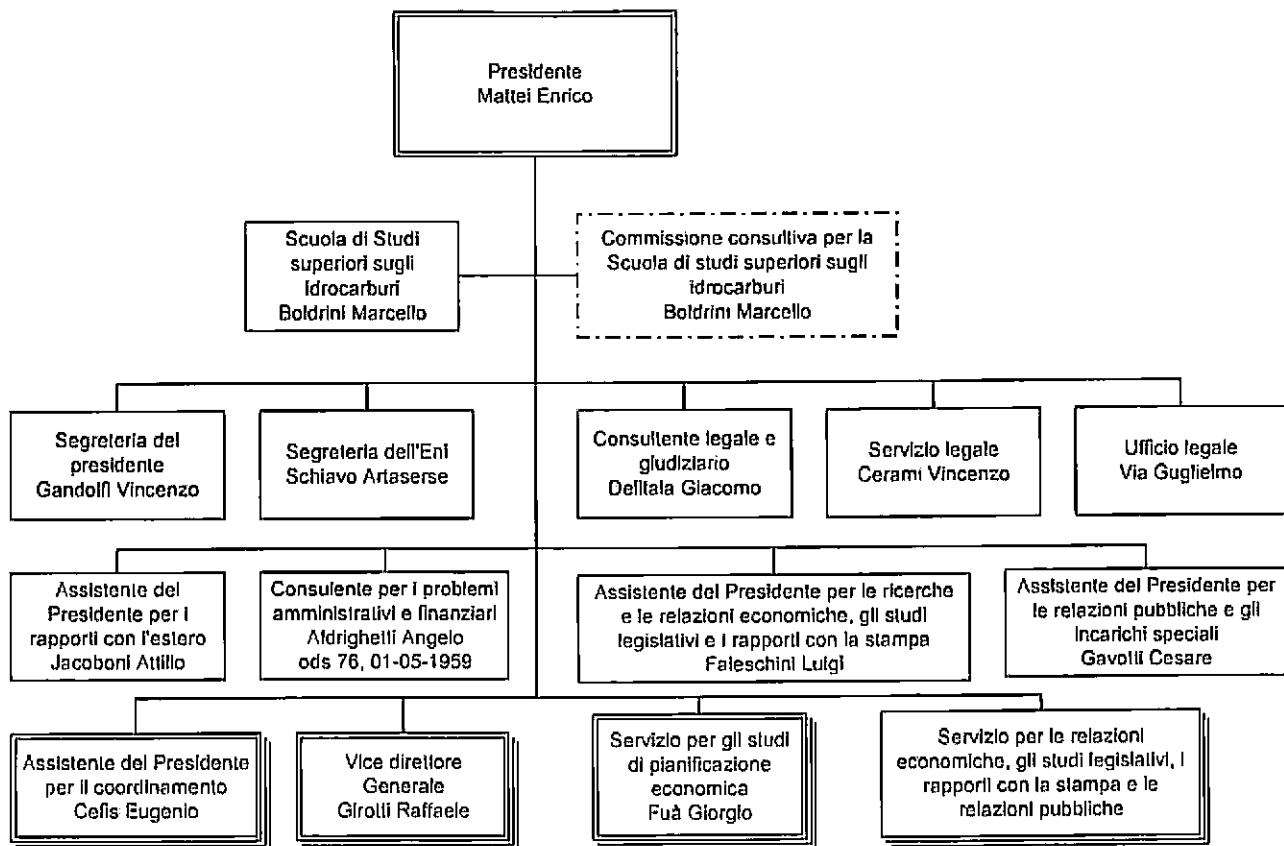 Presidente
Mattei Enrico
Scuola di Studi
superiori sugli
idrocarburi
Boldrini Marcello
Commissione consultiva per la
Scuola di studi superiori sugli
idrocarburi
Boldrini Marcello
Segreteria del
presidente
Gandolfi Vincenzo
Segreteria dell'Eni
Schiavo Artaserse
Consultente legale e
giudiziario
Delitala Giacomo
Servizio legale
Cerami Vincenzo
Ufficio legale
Via Guglielmo
Assistente del
Presidente per i
rapporti con l'estero
Jacoboni Attilio
Consulente per i problemi
amministrativi e finanziari
Aldrighetti Angelo
ods 76, 01-05-1959
Assistente del Presidente per le ricerche
e le relazioni economiche, gli studi
legislativi e i rapporti con la stampa
Faleschini Luigi
Assistente del Presidente per
le relazioni pubbliche e gli
incarichi speciali
Gavotti Cesare
Assistente del Presidente
per il coordinamento
Cefis Eugenio
Vice direttore
Generale
Girotti Raffaele
Servizio per gli studi
di pianificazione
economica
Fuà Giorgio
Servizio per le relazioni
economiche, gli studi legislativi, i
rapporti con la stampa e le
relazioni pubbliche